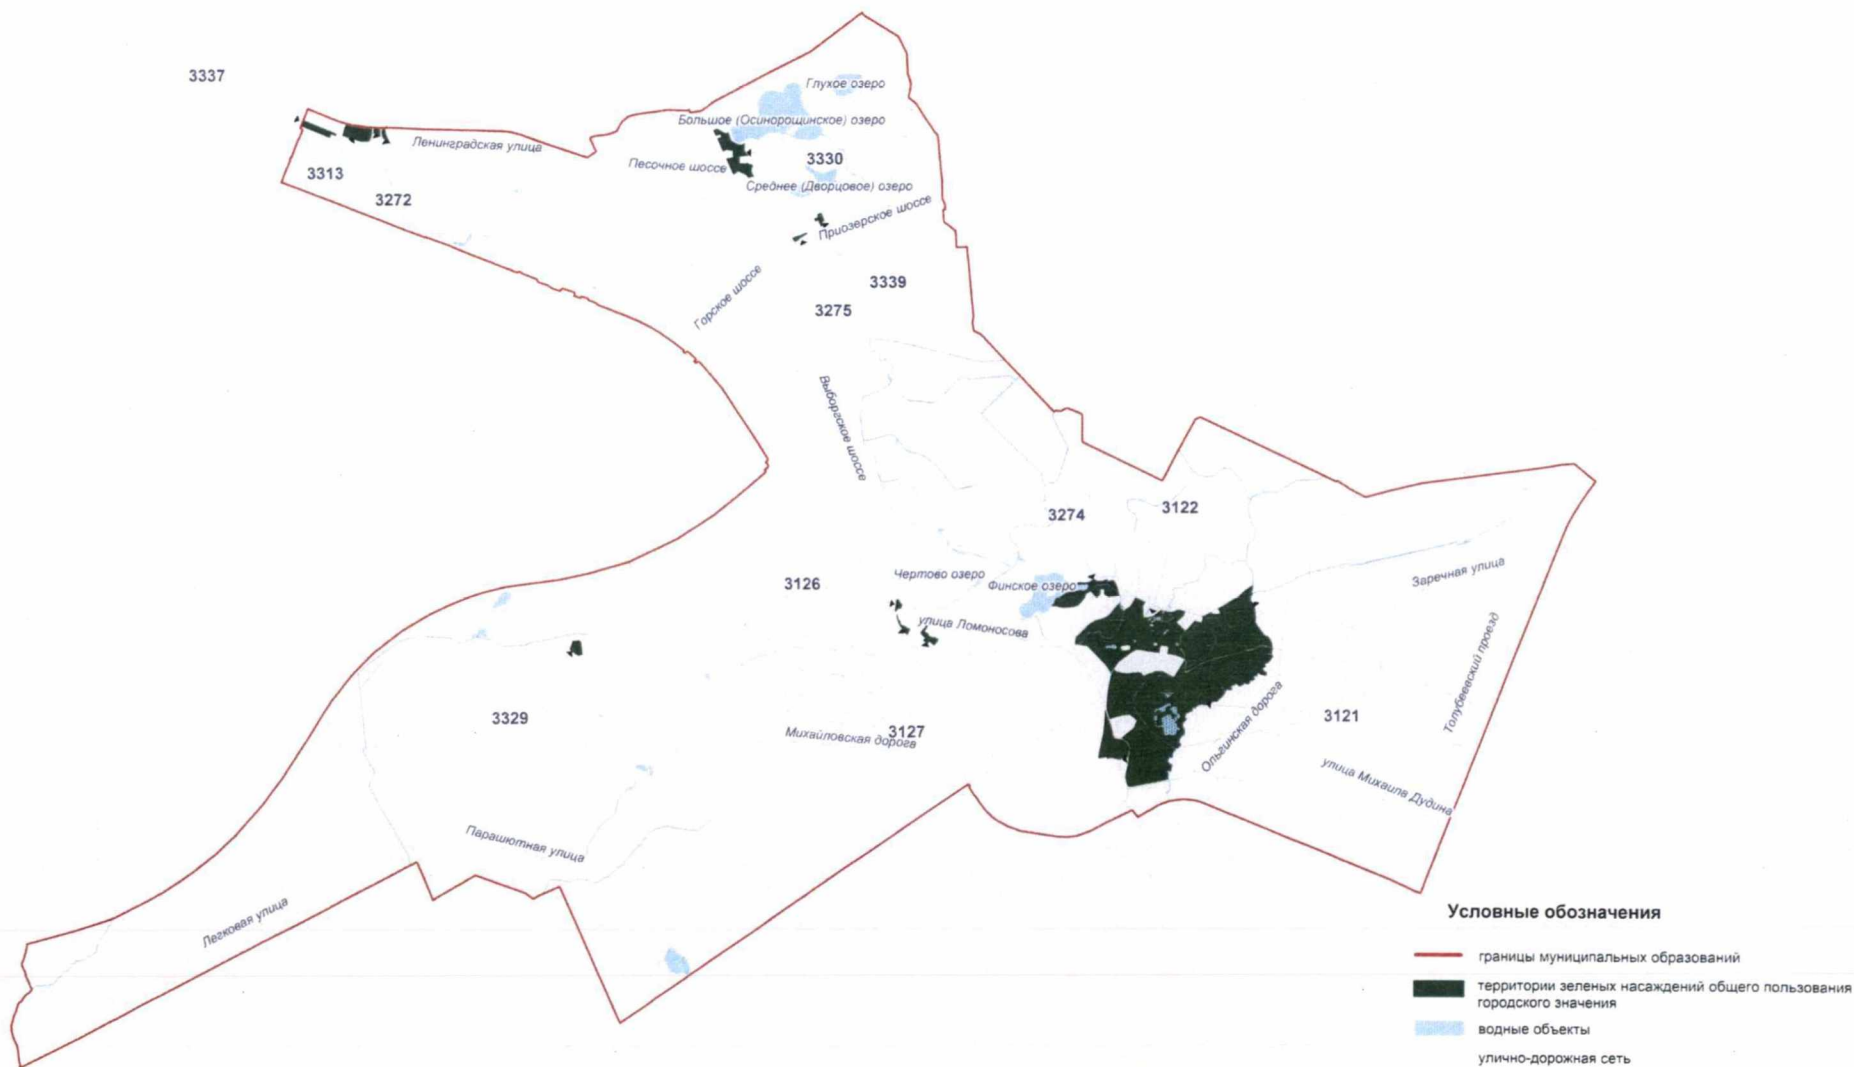 3337
Глухое озеро
Большое (Осинорощинское) озеро
Ленинградская улица
3330
Песочное шоссе
3313
Среднее (Дворцовое) озеро
3272
Приозерское шоссе
3339
Горское шоссе
3275
Выборгское шоссе
3274
3122
Заречная улица
3126
Чертово озеро
Финское озеро
улица Ломоносова
Толубеевский проезд
3329
3121
3127
Михайловская дорога
Ольгинская дорога
улица Михаила Дудина
Парашютная улица
Легковая улица
Условные обозначения
границы муниципальных образований
территории зеленых насаждений общего пользования
городского значения
водные объекты
улично-дорожная сеть